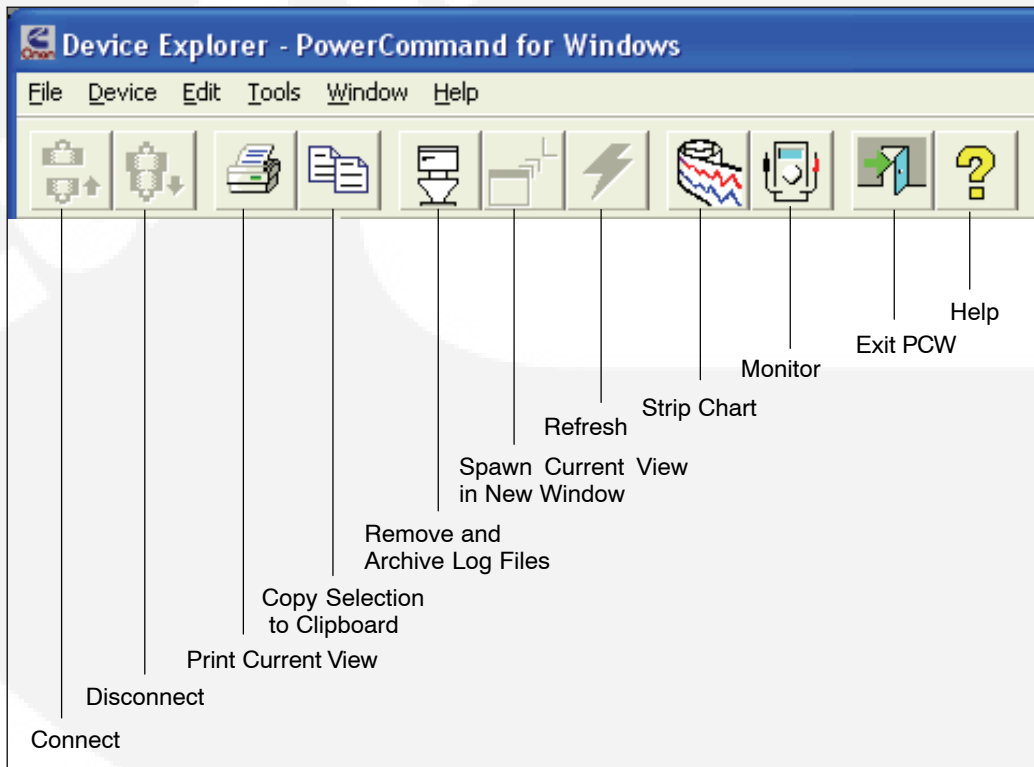 Device Explorer - PowerCommand for Windows
File Device Edit Tools Window Help
Help
Exit PCW
Monitor
Strip Chart
Refresh
Spawn Current View
in New Window
Remove and
Archive Log Files
Copy Selection
to Clipboard
Print Current View
Disconnect
Connect